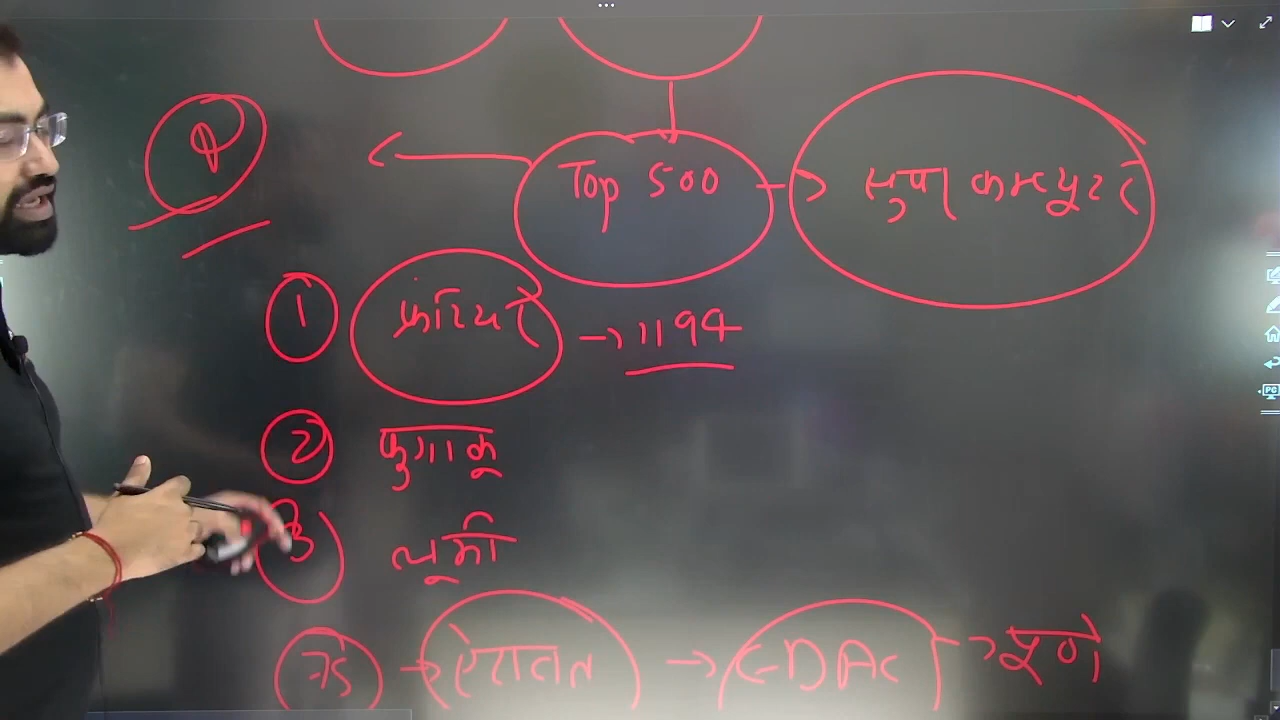 Top 500 → सुपर कम्प्यूटर
1 फ्रंटियर → 1194
2 फुगाकू
3 लूमी
75 → ऐरावत → C-DAC → पुणे